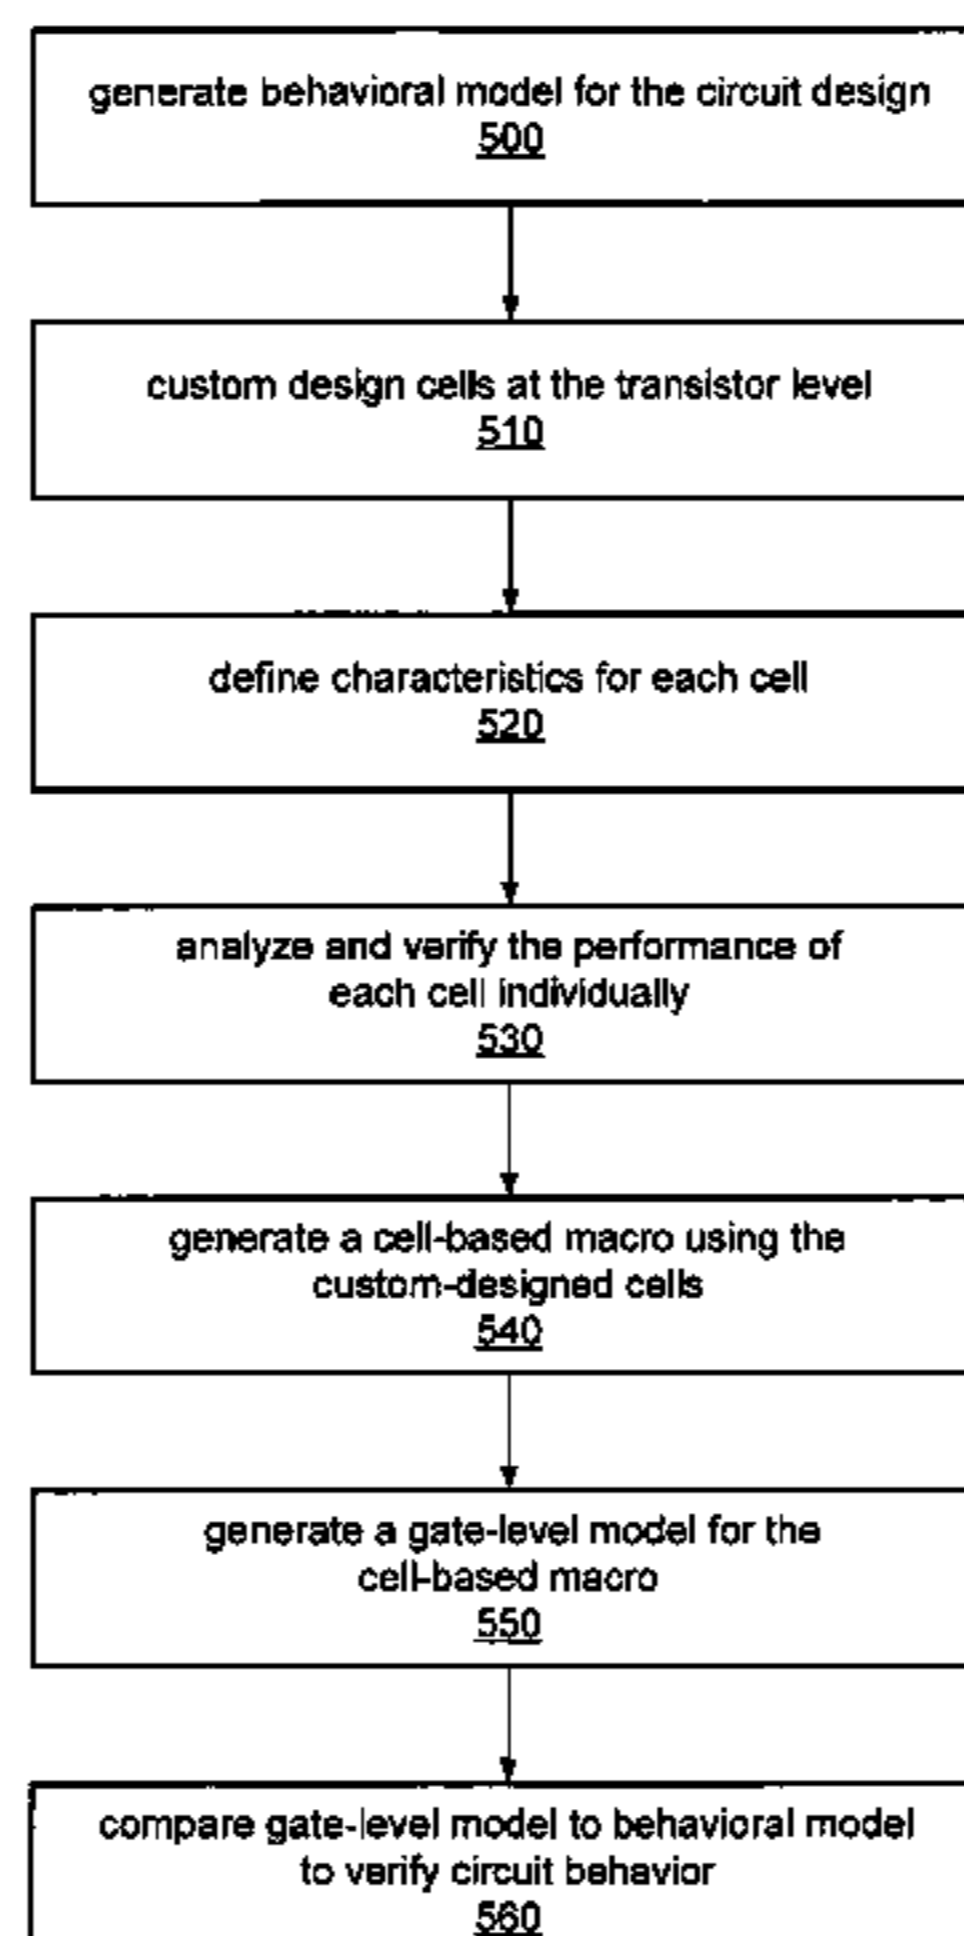 generate behavioral model for the circuit design
500
custom design cells at the transistor level
510
define characteristics for each cell
520
analyze and verify the performance of
each cell individually
530
generate a cell-based macro using the
custom-designed cells
540
generate a gate-level model for the
cell-based macro
550
compare gate-level model to behavioral model
to verify circuit behavior
560